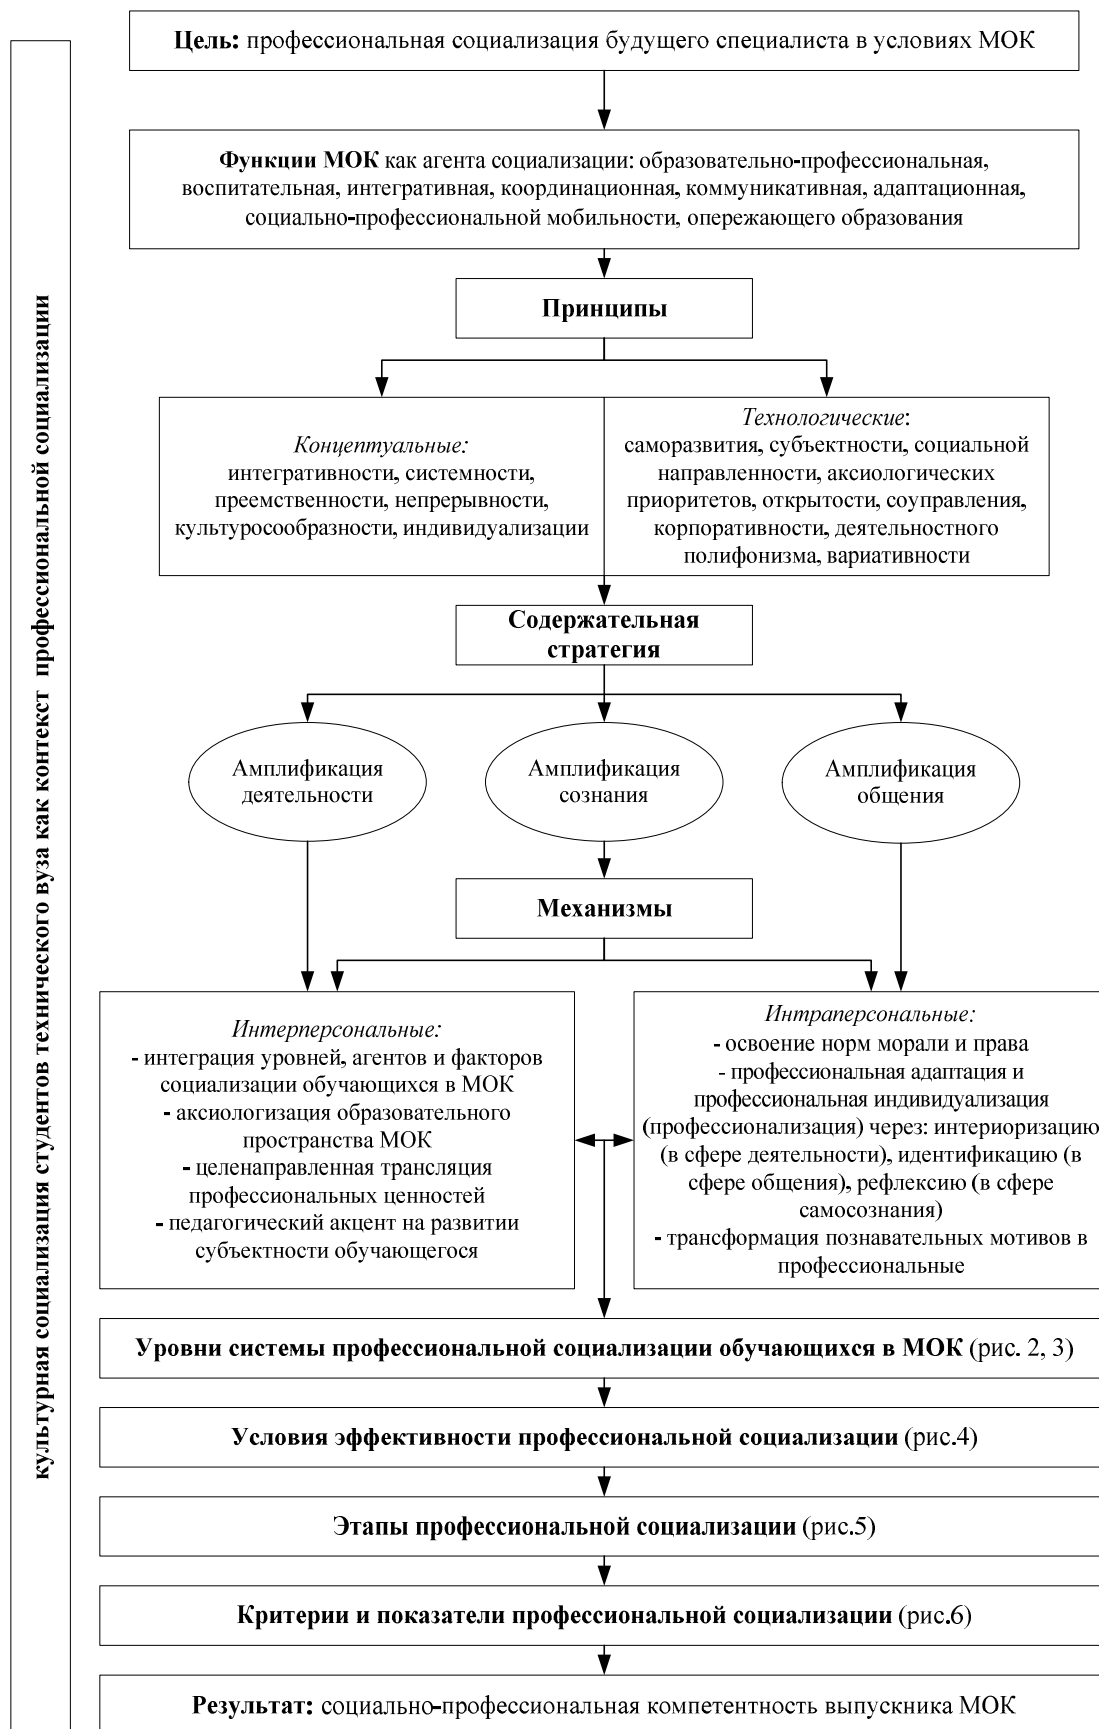 культурная социализация студентов технического вуза как контекст профессиональной социализации
Цель: профессиональная социализация будущего специалиста в условиях МОК
Функции МОК как агента социализации: образовательно-профессиональная,
воспитательная, интегративная, координационная, коммуникативная, адаптационная,
социально-профессиональной мобильности, опережающего образования
Принципы
Концептуальные:
интегративности, системности,
преемственности, непрерывности,
культуросообразности, индивидуализации
Технологические:
саморазвития, субъектности, социальной
направленности, аксиологических
приоритетов, открытости, соуправления,
корпоративности, деятельностного
полифонизма, вариативности
Содержательная
стратегия
Амплификация
деятельности
Амплификация
сознания
Амплификация
общения
Механизмы
Интерперсональные:
- интеграция уровней, агентов и факторов
социализации обучающихся в МОК
- аксиологизация образовательного
пространства МОК
- целенаправленная трансляция
профессиональных ценностей
- педагогический акцент на развитии
субъектности обучающегося
Интраперсональные:
- освоение норм морали и права
- профессиональная адаптация и
профессиональная индивидуализация
(профессионализация) через: интериоризацию
(в сфере деятельности), идентификацию (в
сфере общения), рефлексию (в сфере
самосознания)
- трансформация познавательных мотивов в
профессиональные
Уровни системы профессиональной социализации обучающихся в МОК (рис. 2, 3)
Условия эффективности профессиональной социализации (рис.4)
Этапы профессиональной социализации (рис.5)
Критерии и показатели профессиональной социализации (рис.6)
Результат: социально-профессиональная компетентность выпускника МОК